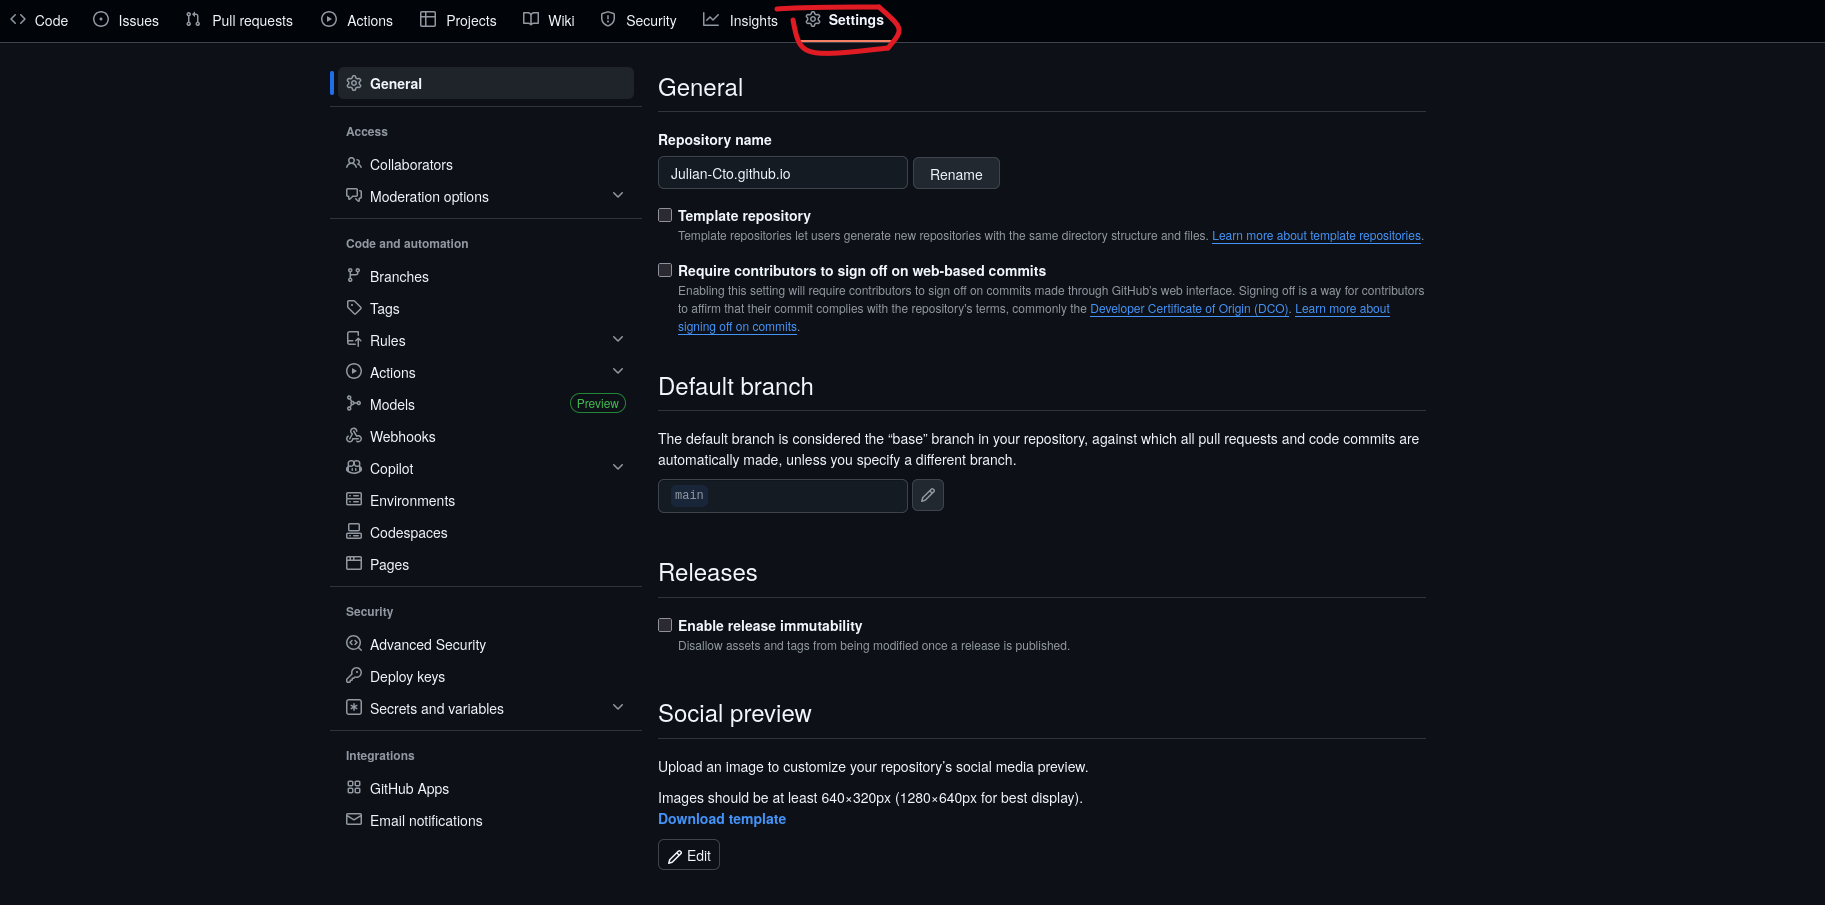 Code Issues Pull requests Actions Projects Wiki Security Insights Settings
General
Access
Collaborators
Moderation options
Code and automation
Branches
Tags
Rules
Actions
Models Preview
Webhooks
Copilot
Environments
Codespaces
Pages
Security
Advanced Security
Deploy keys
Secrets and variables
Integrations
GitHub Apps
Email notifications
General
Repository name
Julian-Cto.github.io Rename
Template repository
Template repositories let users generate new repositories with the same directory structure and files. Learn more about template repositories.
Require contributors to sign off on web-based commits
Enabling this setting will require contributors to sign off on commits made through GitHub's web interface. Signing off is a way for contributors
to affirm that their commit complies with the repository's terms, commonly the Developer Certificate of Origin (DCO). Learn more about
signing off on commits.
Default branch
The default branch is considered the “base” branch in your repository, against which all pull requests and code commits are
automatically made, unless you specify a different branch.
main
Releases
Enable release immutability
Disallow assets and tags from being modified once a release is published.
Social preview
Upload an image to customize your repository’s social media preview.
Images should be at least 640×320px (1280×640px for best display).
Download template
Edit